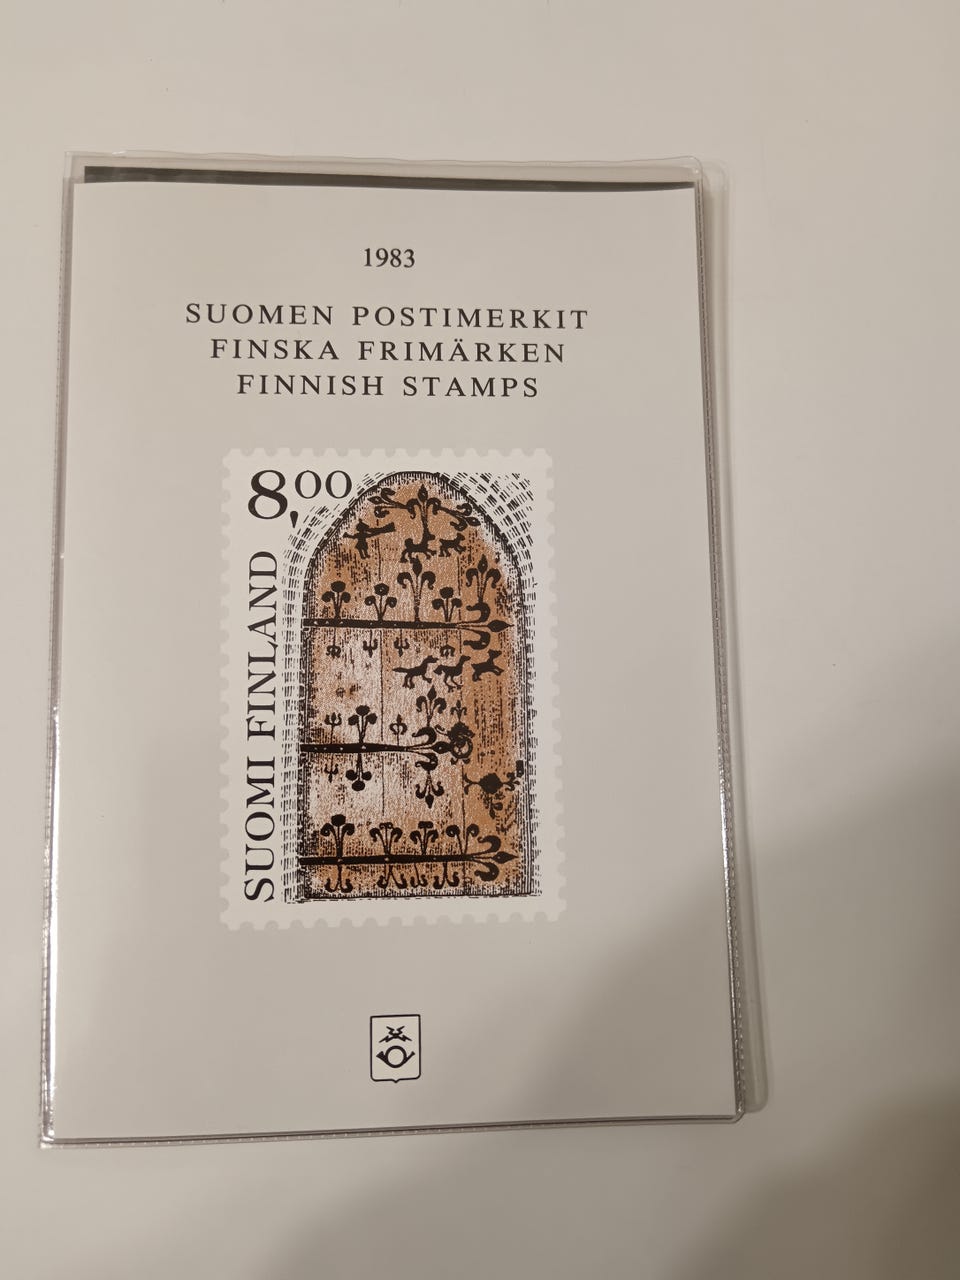 1983
SUOMEN POSTIMERKIT
FINSKA FRIMÄRKEN
FINNISH STAMPS
8,00
SUOMI FINLAND